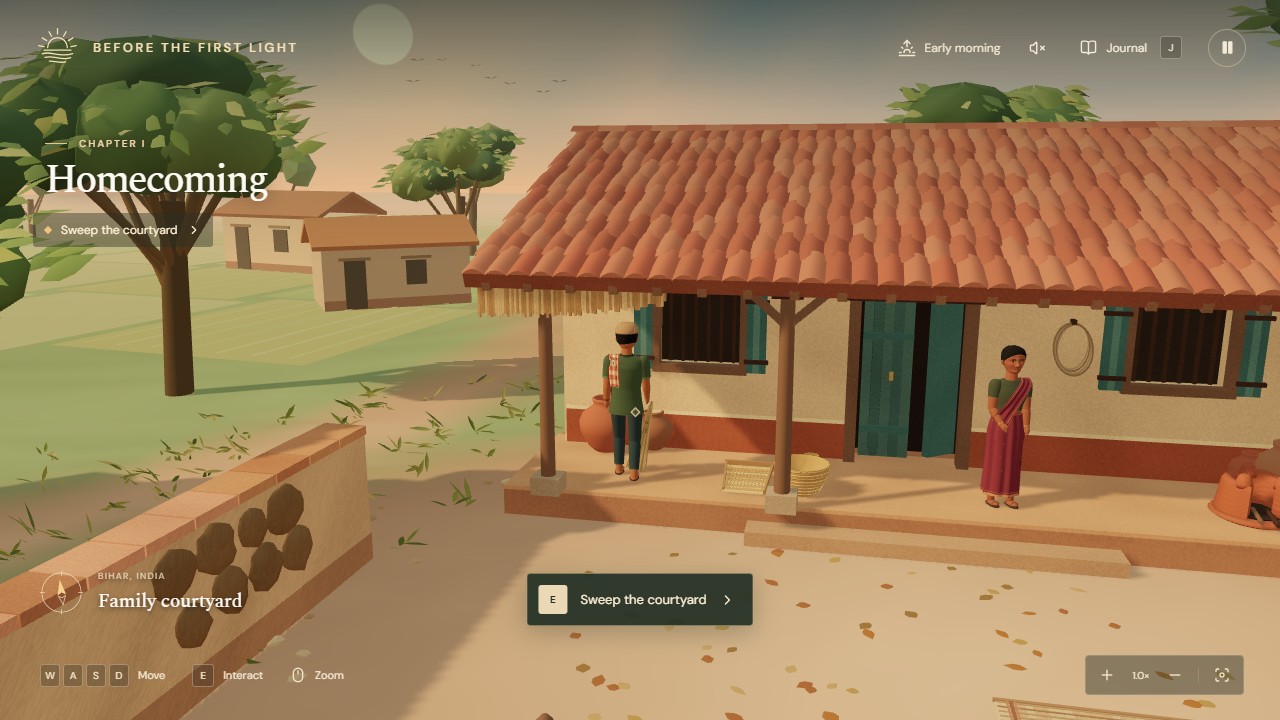 BEFORE THE FIRST LIGHT
Early morning
Journal J
CHAPTER I
Homecoming
Sweep the courtyard
E Sweep the courtyard
BIHAR, INDIA
Family courtyard
W A S D Move
E Interact
Zoom
1.0×